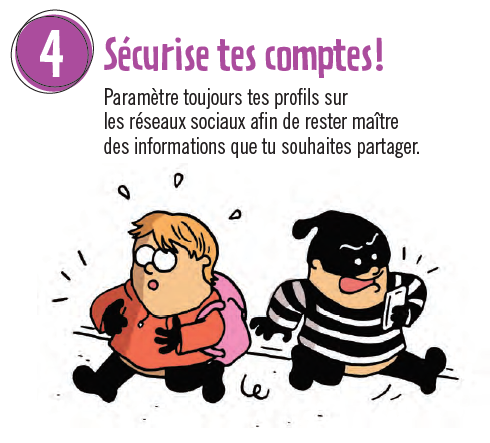 4
Sécurise tes comptes!
Paramètre toujours tes profils sur
les réseaux sociaux afin de rester maître
des informations que tu souhaites partager.